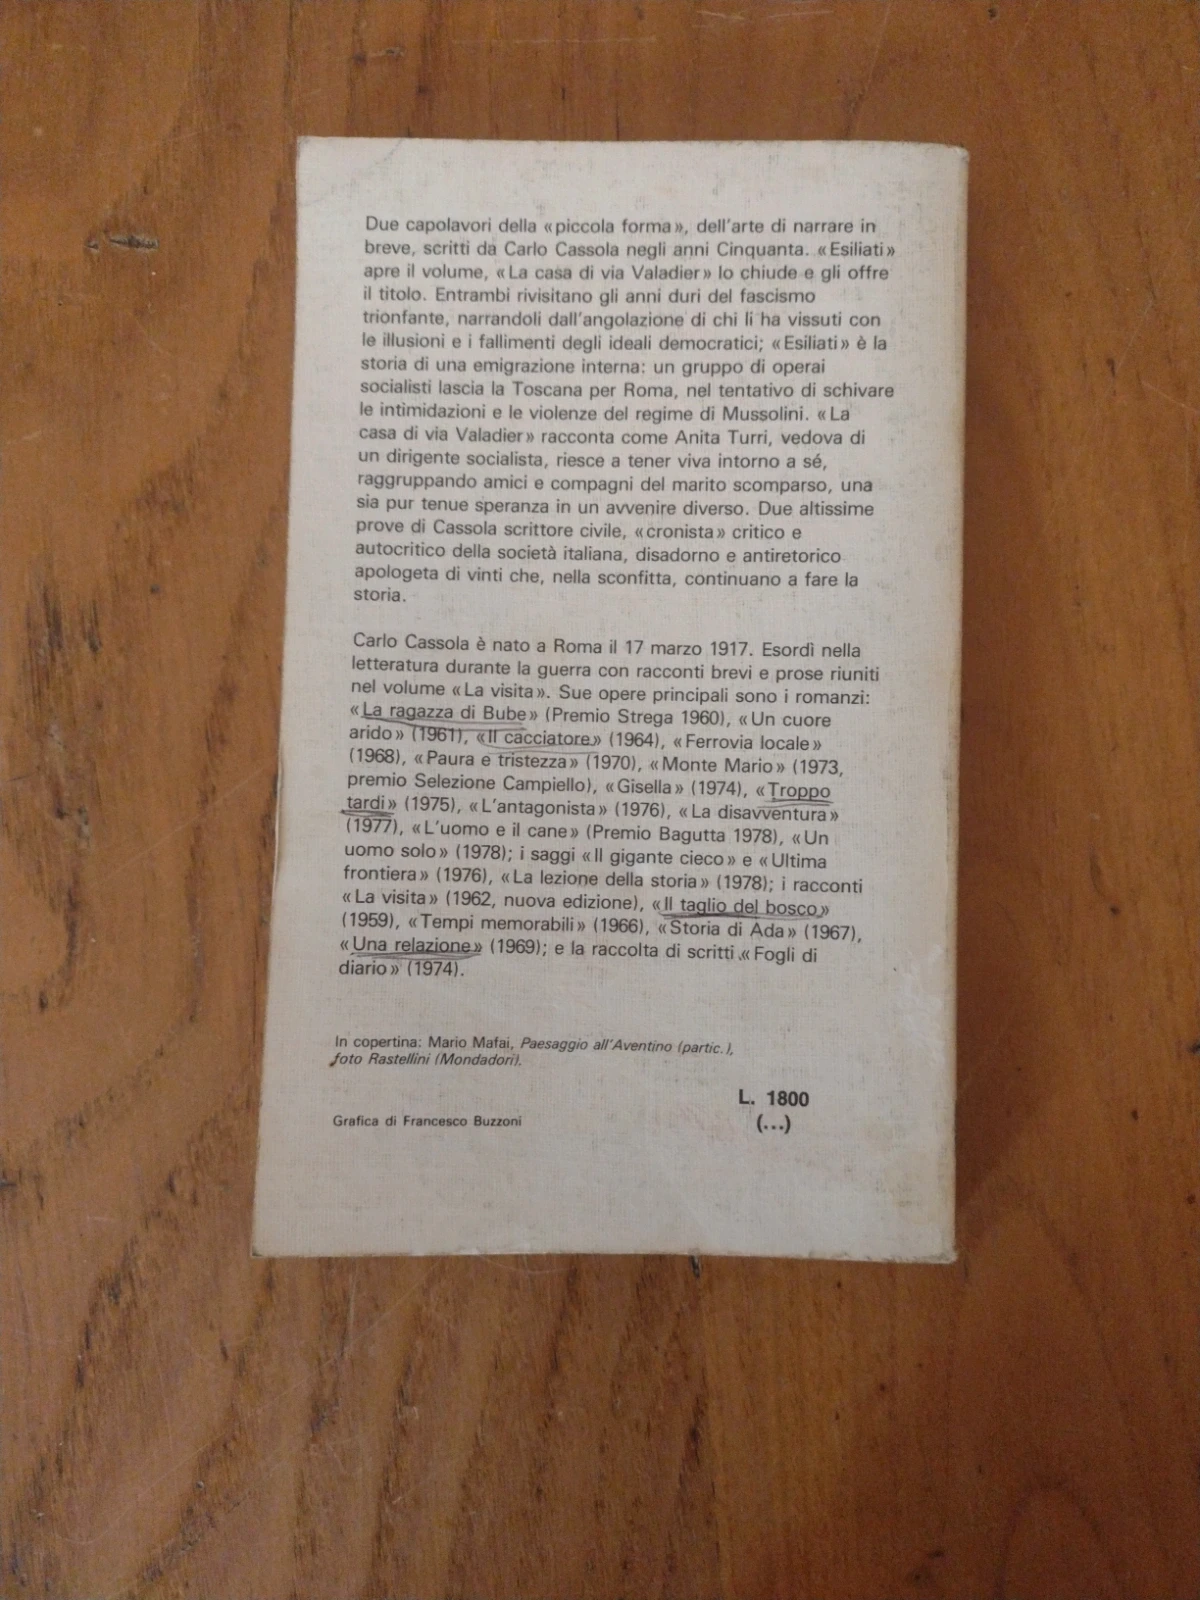 Due capolavori della «piccola forma», dell'arte di narrare in
breve, scritti da Carlo Cassola negli anni Cinquanta. «Esiliati»
apre il volume, «La casa di via Valadier» lo chiude e gli offre
il titolo. Entrambi rivisitano gli anni duri del fascismo
trionfante, narrandoli dall'angolazione di chi li ha vissuti con
le illusioni e i fallimenti degli ideali democratici; «Esiliati» è la
storia di una emigrazione interna: un gruppo di operai
socialisti lascia la Toscana per Roma, nel tentativo di schivare
le intimidazioni e le violenze del regime di Mussolini. «La
casa di via Valadier» racconta come Anita Turri, vedova di
un dirigente socialista, riesce a tener viva intorno a sé,
raggruppando amici e compagni del marito scomparso, una
sia pur tenue speranza in un avvenire diverso. Due altissime
prove di Cassola scrittore civile, «cronista» critico e
autocritico della società italiana, disadorno e antiretorico
apologeta di vinti che, nella sconfitta, continuano a fare la
storia.
Carlo Cassola è nato a Roma il 17 marzo 1917. Esordì nella
letteratura durante la guerra con racconti brevi e prose riuniti
nel volume «La visita». Sue opere principali sono i romanzi:
«La ragazza di Bube» (Premio Strega 1960), «Un cuore
arido» (1961), «Il cacciatore» (1964), «Ferrovia locale»
(1968), «Paura e tristezza» (1970), «Monte Mario» (1973,
premio Selezione Campiello), «Gisella» (1974), «Troppo
tardi» (1975), «L'antagonista» (1976), «La disavventura»
(1977), «L'uomo e il cane» (Premio Bagutta 1978), «Un
uomo solo» (1978); i saggi «Il gigante cieco» e «Ultima
frontiera» (1976), «La lezione della storia» (1978); i racconti
«La visita» (1962, nuova edizione), «Il taglio del bosco»
(1959), «Tempi memorabili» (1966), «Storia di Ada» (1967),
«Una relazione» (1969); e la raccolta di scritti «Fogli di
diario» (1974).
In copertina: Mario Mafai, Paesaggio all'Aventino (partic.),
foto Rastellini (Mondadori).
L. 1800
(...)
Grafica di Francesco Buzzoni